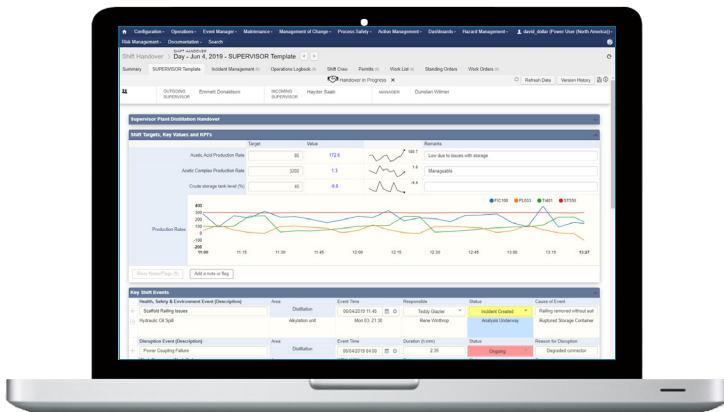 Configuration Operations Event Manager Maintenance Management of Change Process Safety Action Management Dashboards Hazard Management david_dollar (Power User (North America))
Risk Management Documentation Search
SHIFT HANDOVER
Shift Handover Day - Jun 4, 2019 - SUPERVISOR Template
Summary SUPERVISOR Template Incident Management Operations Logbook Shift Crew Permits Work List Standing Orders Work Orders
Handover in Progress Refresh Data Version History
OUTGOING SUPERVISOR Emmett Donaldson INCOMING SUPERVISOR Hayder Saab MANAGER Dunstan Wilmer
Supervisor Plant Distillation Handover
Shift Targets, Key Values and KPI's
Target Value Remarks
Acetic Acid Production Rate 172.8 Low due to issues with storage
Acetic Complex Production Rate 3200 1.3 Manageable
Crude storage tank level (%)
FIC100 PL033 TI401 ST550
400
300
200
100
0
-100
-200
Production Rates
11:00 11:15 11:30 11:45 12:00 12:15 12:30 12:45 13:00 13:15 13:27
Add a note or flag
Key Shift Events
Health, Safety & Environment Event (Description) Area Event Time Responsible Status Cause of Event
Scaffold Railing Issues Distillation 06/04/2019 11:45 Teddy Glazier Incident Created Railing removed without aut
Hydraulic Oil Spill Alkylation unit Mon 03, 21:30 Rene Winthrop Analysis Underway Ruptured Storage Container
Disruption Event (Description) Area Event Time Duration (h:mm) Status Reason for Disruption
Power Coupling Failure Distillation 06/04/2019 04:00 2:35 Ongoing Degraded connector